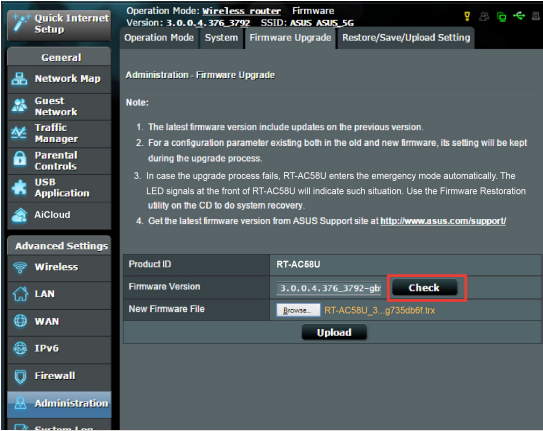 Quick Internet
Setup
Operation Mode: Wireless router Firmware
Version: 3.0.0.4.376_3792 SSID: ASUS ASUS_5G
Operation Mode System Firmware Upgrade Restore/Save/Upload Setting
General
Network Map
Guest
Network
Traffic
Manager
Parental
Controls
USB
Application
AiCloud
Advanced Settings
Wireless
LAN
WAN
IPv6
Firewall
Administration
System Log
Administration - Firmware Upgrade
Note:
1. The latest firmware version include updates on the previous version.
2. For a configuration parameter existing both in the old and new firmware, its setting will be kept
during the upgrade process.
3. In case the upgrade process fails, RT-AC58U enters the emergency mode automatically. The
LED signals at the front of RT-AC58U will indicate such situation. Use the Firmware Restoration
utility on the CD to do system recovery.
4. Get the latest firmware version from ASUS Support site at http://www.asus.com/support/
Product ID RT-AC58U
Firmware Version 3.0.0.4.376_3792-gb Check
New Firmware File Browse... RT-AC58U_3...g735db6f.trx
Upload